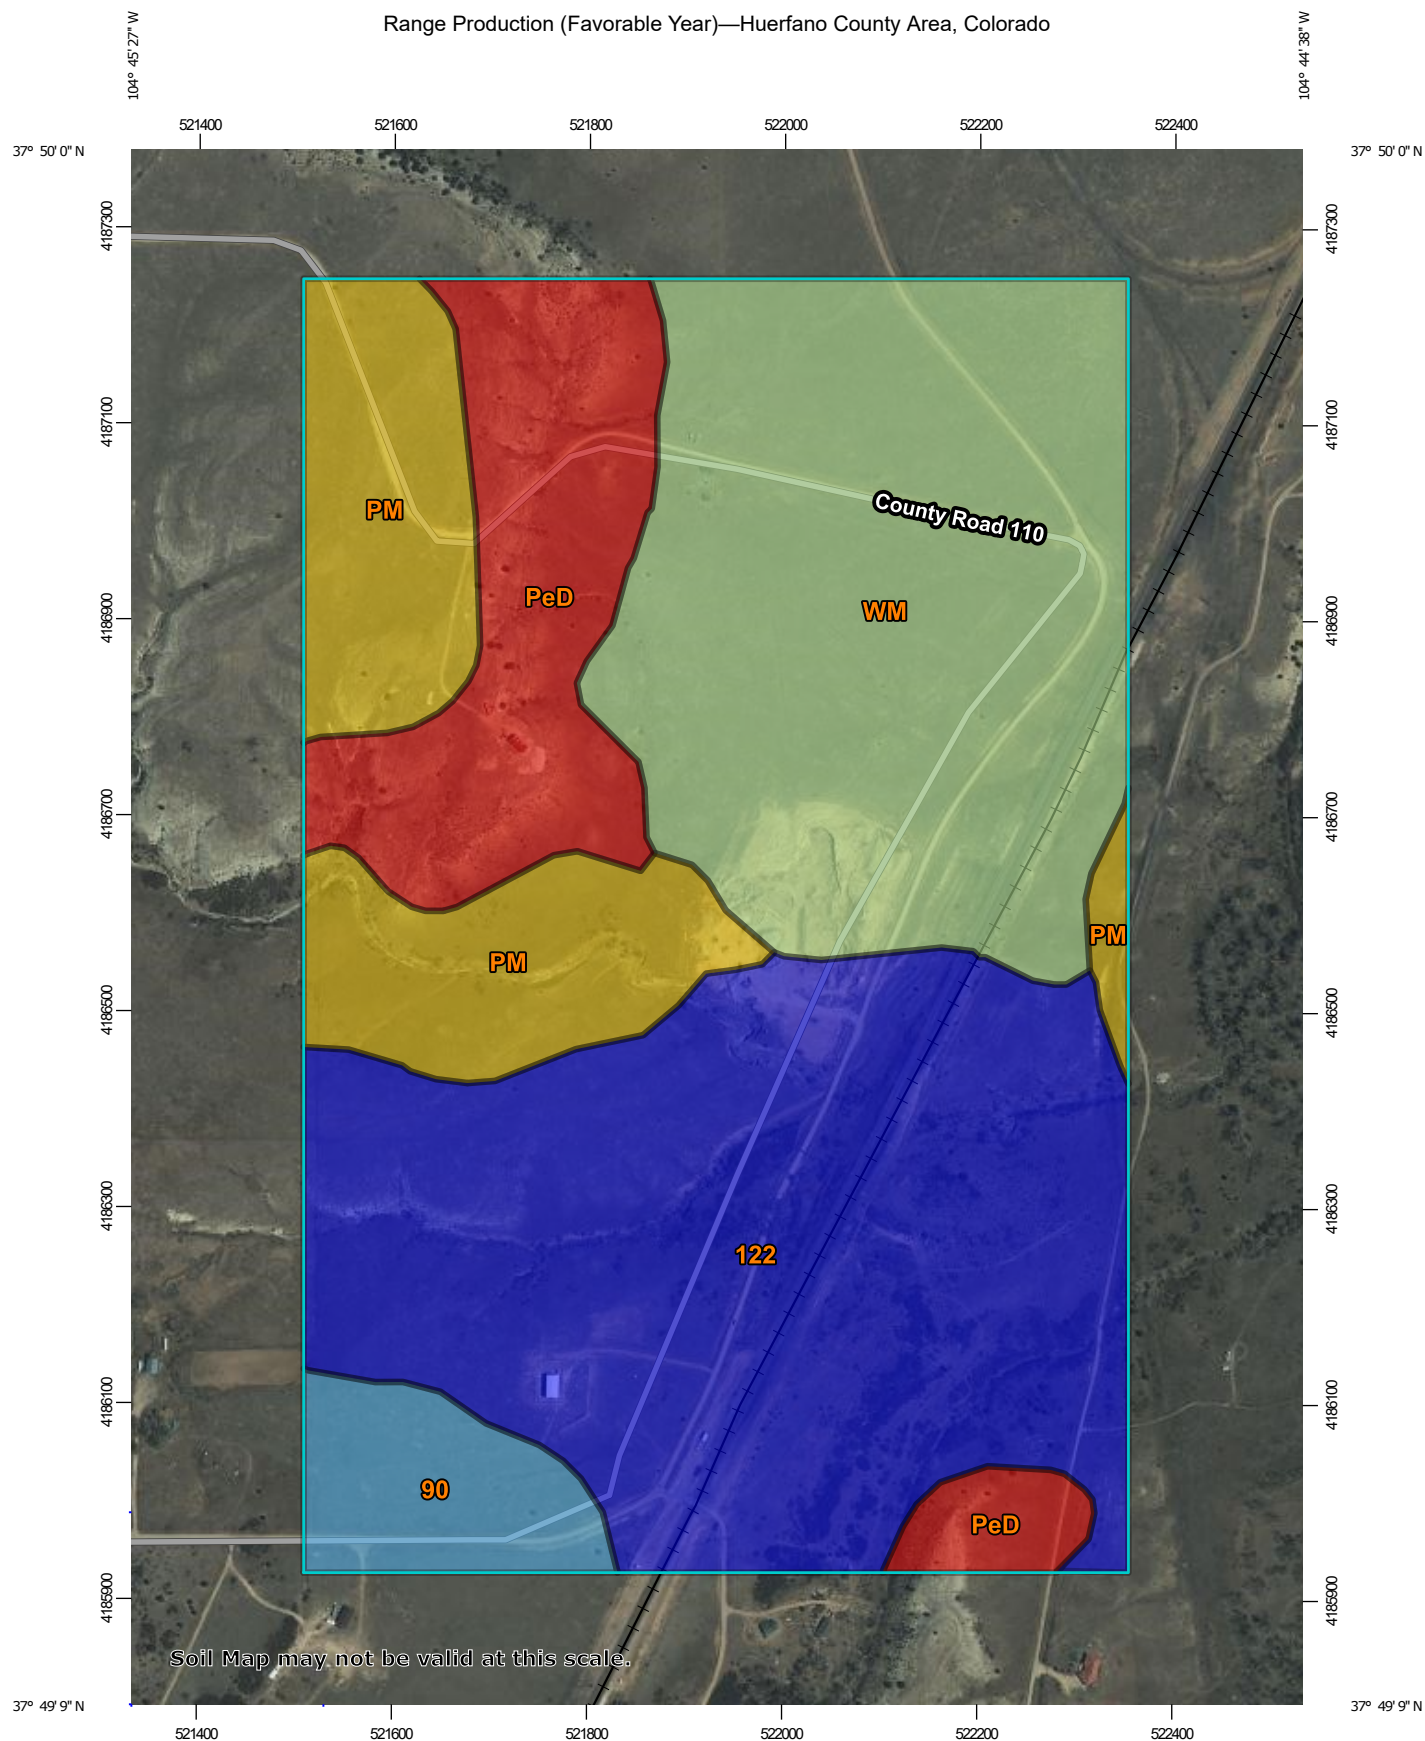 Range Production (Favorable Year)—Huerfano County Area, Colorado
104° 45' 27'' W
104° 44' 38'' W
521400 521600 521800 522000 522200 522400
37° 50' 0'' N
37° 50' 0'' N
4187300
4187300
4187100
4187100
PM
County Road 110
PeD
WM
4186900
4186900
4186700
4186700
PM
PM
4186500
4186500
4186300
4186300
122
4186100
4186100
90
PeD
4185900
4185900
Soil Map may not be valid at this scale.
37° 49' 9'' N
37° 49' 9'' N
521400 521600 521800 522000 522200 522400